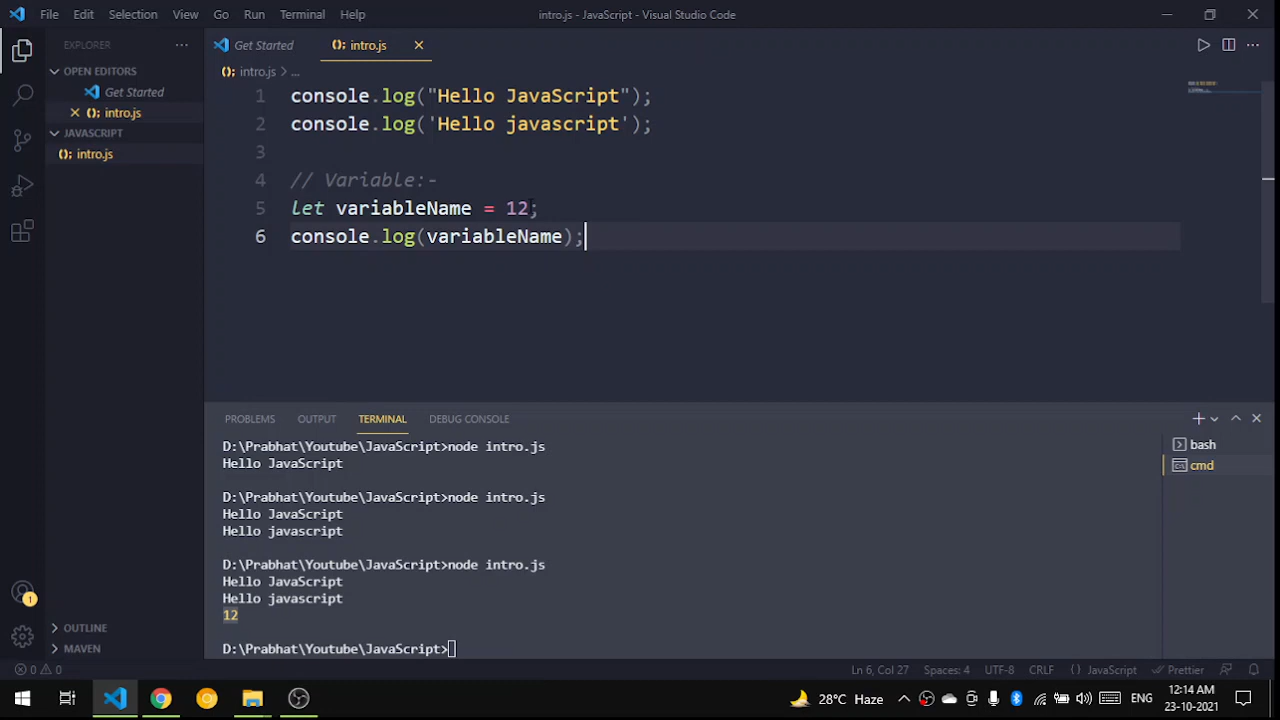 File Edit Selection View Go Run Terminal Help intro.js - JavaScript - Visual Studio Code
EXPLORER
OPEN EDITORS
Get Started
intro.js
JAVASCRIPT
intro.js
OUTLINE
MAVEN
Get Started intro.js
intro.js > ...
1 console.log("Hello JavaScript");
2 console.log('Hello javascript');
3
4 // Variable:-
5 let variableName = 12;
6 console.log(variableName);
PROBLEMS OUTPUT TERMINAL DEBUG CONSOLE
D:\Prabhat\Youtube\JavaScript>node intro.js
Hello JavaScript
D:\Prabhat\Youtube\JavaScript>node intro.js
Hello JavaScript
Hello javascript
D:\Prabhat\Youtube\JavaScript>node intro.js
Hello JavaScript
Hello javascript
12
D:\Prabhat\Youtube\JavaScript>
bash
cmd
1
0 0 Ln 6, Col 27 Spaces: 4 UTF-8 CRLF {} JavaScript Prettier
28°C Haze ENG 12:14 AM
23-10-2021